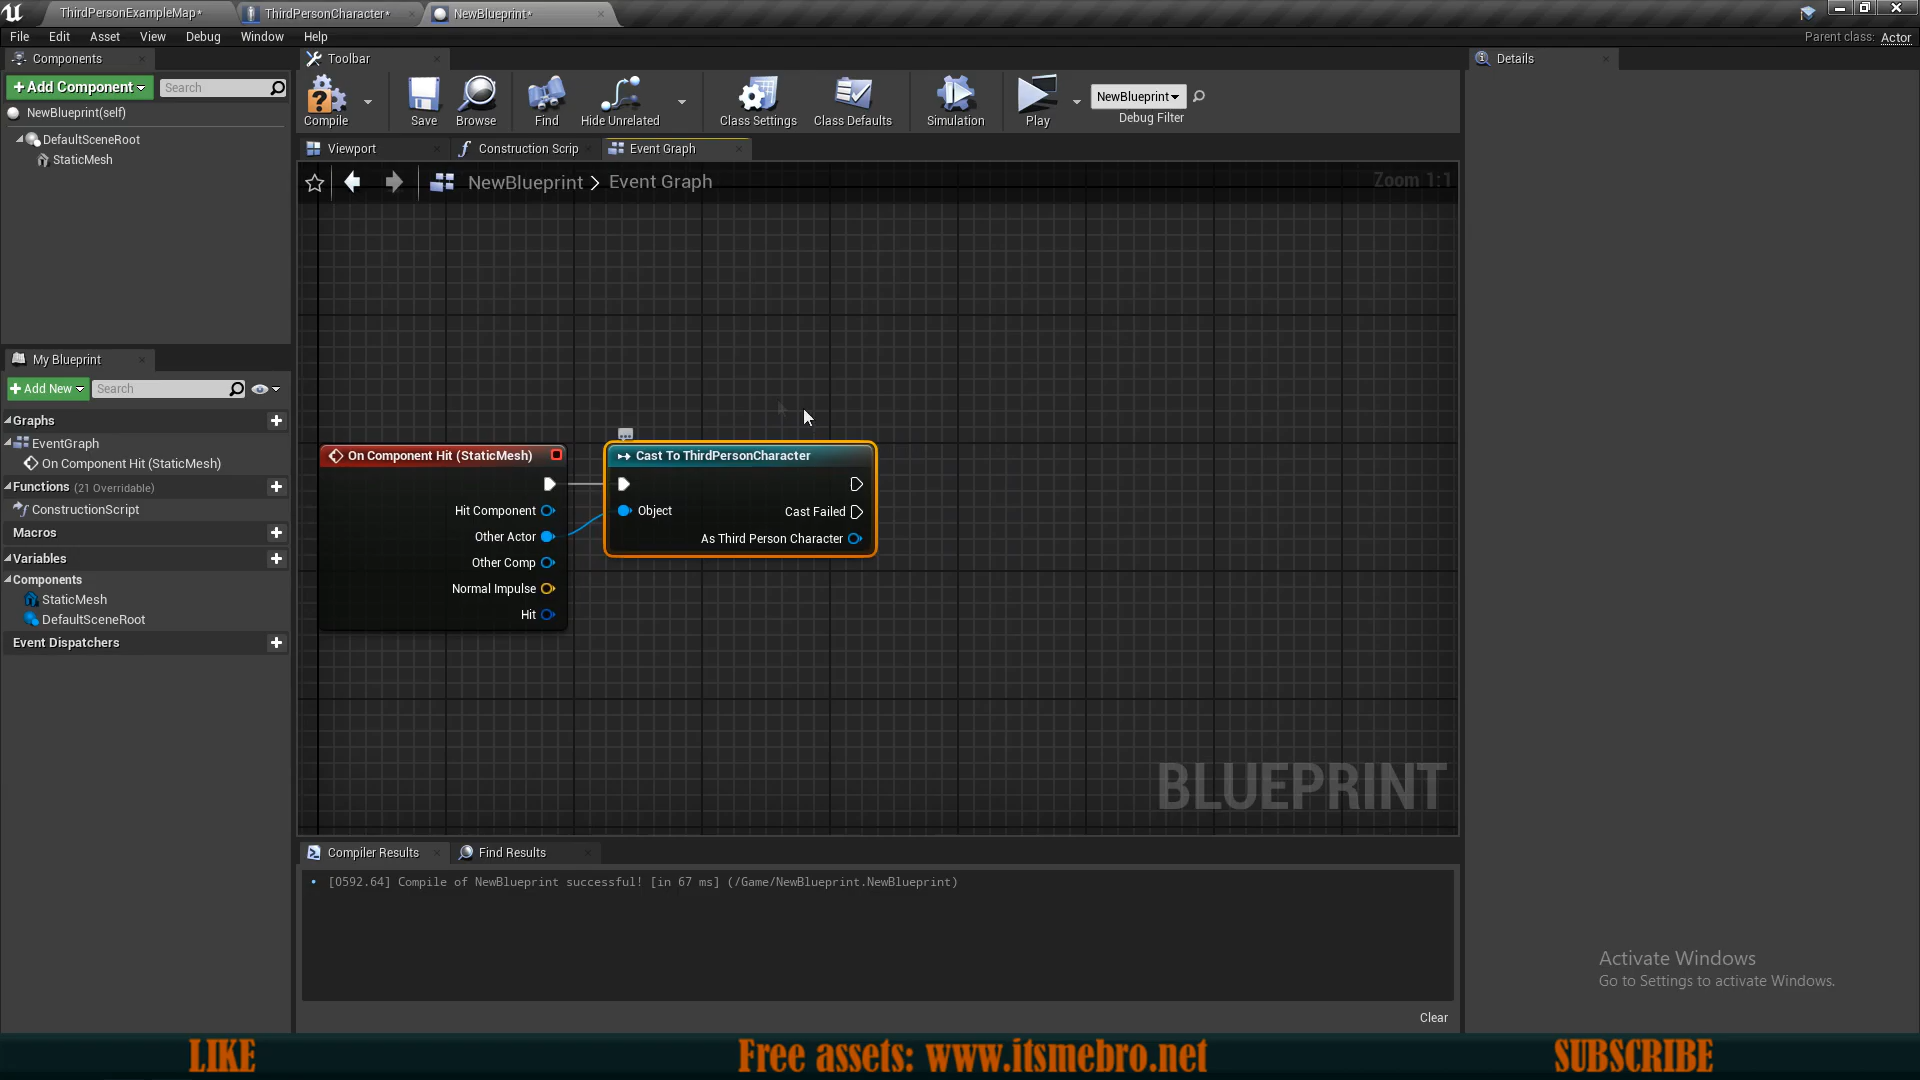 ThirdPersonExampleMap*
ThirdPersonCharacter*
NewBlueprint*
File Edit Asset View Debug Window Help
Parent class: Actor
Components
Toolbar
Details
+ Add Component
Search
NewBlueprint(self)
DefaultSceneRoot
StaticMesh
Compile
Save
Browse
Find
Hide Unrelated
Class Settings
Class Defaults
Simulation
Play
NewBlueprint
Debug Filter
Viewport
Construction Scrip
Event Graph
NewBlueprint > Event Graph
Zoom 1:1
My Blueprint
+ Add New
Search
Graphs
EventGraph
On Component Hit (StaticMesh)
Functions (21 Overridable)
ConstructionScript
Macros
Variables
Components
StaticMesh
DefaultSceneRoot
Event Dispatchers
On Component Hit (StaticMesh)
Hit Component
Other Actor
Other Comp
Normal Impulse
Hit
Cast To ThirdPersonCharacter
Object
Cast Failed
As Third Person Character
BLUEPRINT
Compiler Results
Find Results
• [0592.64] Compile of NewBlueprint successful! [in 67 ms] (/Game/NewBlueprint.NewBlueprint)
Clear
Activate Windows
Go to Settings to activate Windows.
LIKE
Free assets: www.itsmebro.net
SUBSCRIBE